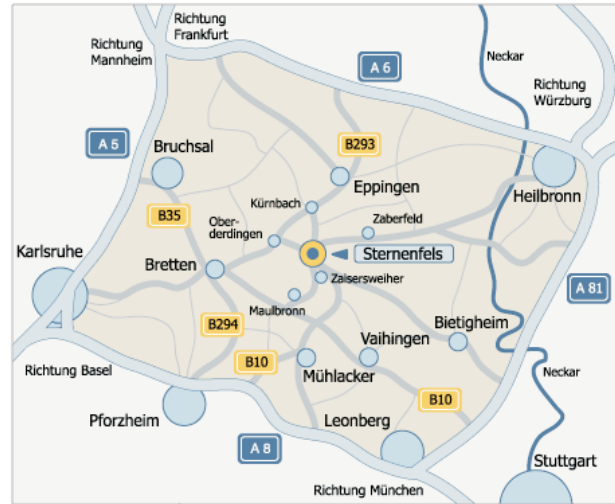 Richtung
Frankfurt
Richtung
Mannheim
A 6
Neckar
Richtung
Würzburg
A 5
Bruchsal
B293
Eppingen
Heilbronn
Kürnbach
B35
Ober-
derdingen
Zaberfeld
Karlsruhe
Sternenfels
Bretten
Zaisersweiher
A 81
Maulbronn
B294
Bietigheim
Vaihingen
B10
Richtung Basel
Mühlacker
Neckar
B10
Pforzheim
Leonberg
A 8
Stuttgart
Richtung München